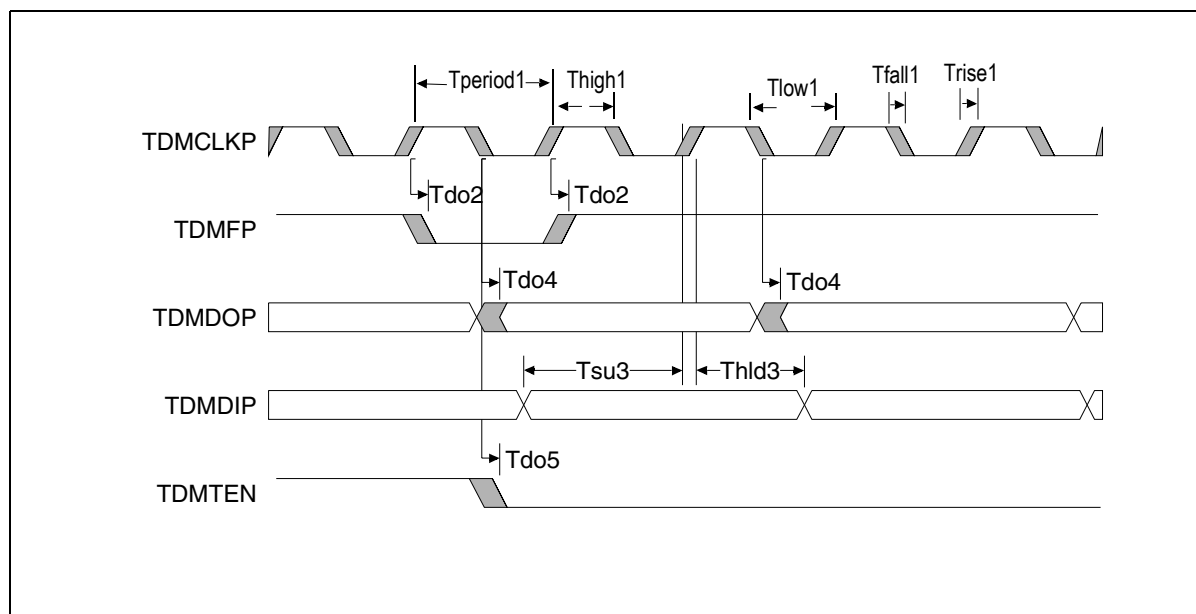 Tperiod1 Thigh1 Tlow1 Tfall1 Trise1
TDMCLKP
Tdo2 Tdo2
TDMFP
Tdo4 Tdo4
TDMDOP
Tsu3 Thld3
TDMDIP
Tdo5
TDMTEN